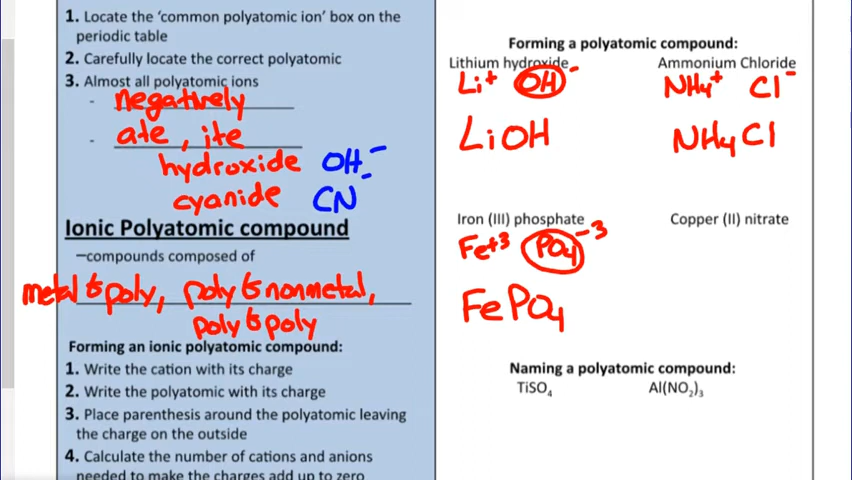 1. Locate the ‘common polyatomic ion’ box on the
periodic table
2. Carefully locate the correct polyatomic
3. Almost all polyatomic ions
- negatively
- ate, ite
hydroxide OH⁻
cyanide CN⁻
Ionic Polyatomic compound
–compounds composed of
metal & poly, poly & nonmetal,
poly & poly
Forming an ionic polyatomic compound:
1. Write the cation with its charge
2. Write the polyatomic with its charge
3. Place parenthesis around the polyatomic leaving
the charge on the outside
4. Calculate the number of cations and anions
needed to make the charges add up to zero
Forming a polyatomic compound:
Lithium hydroxide Ammonium Chloride
Li⁺ OH⁻ NH₄⁺ Cl⁻
LiOH NH₄Cl
Iron (III) phosphate Copper (II) nitrate
Fe⁺³ PO₄⁻³
FePO₄
Naming a polyatomic compound:
TiSO₄ Al(NO₂)₃